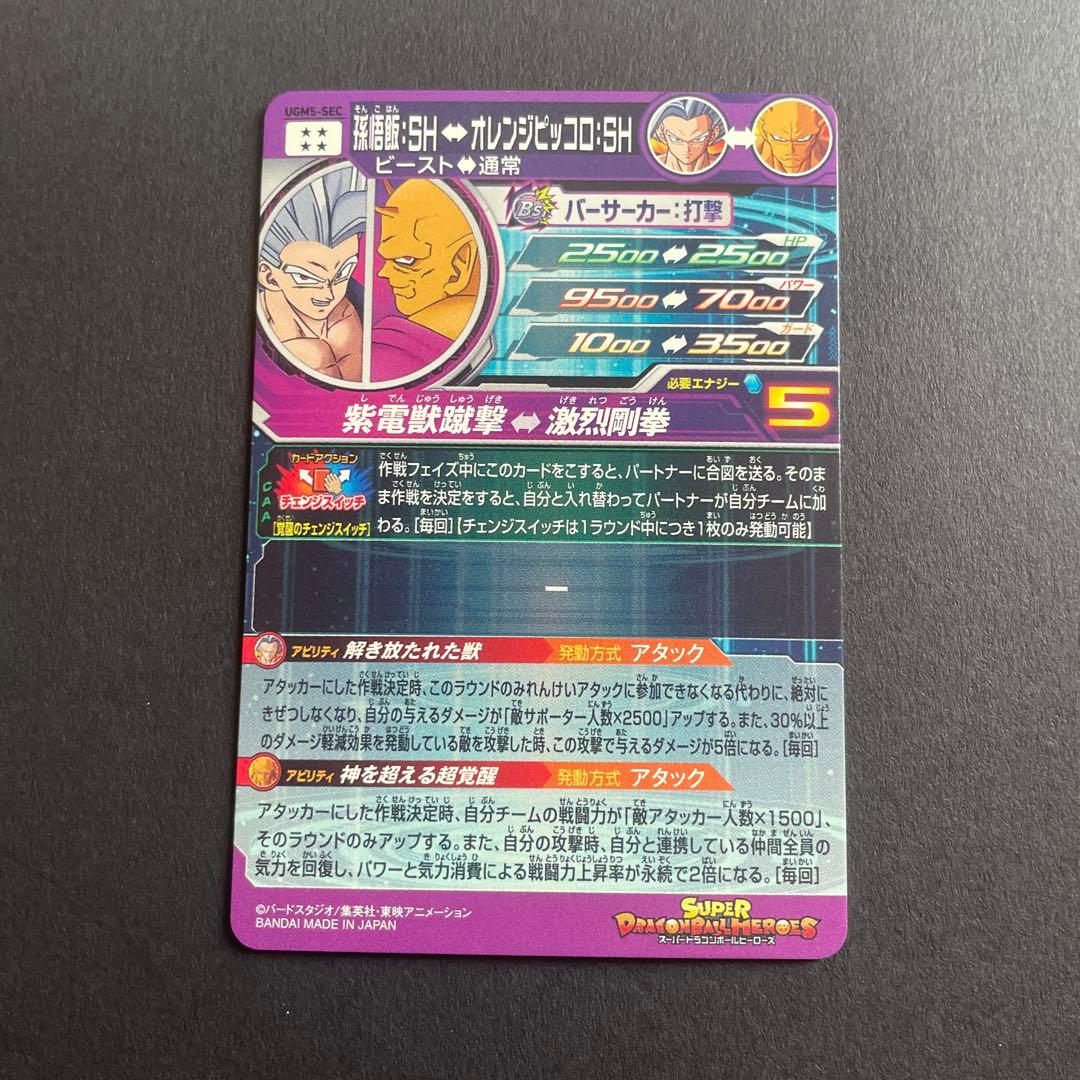 UGM5-SEC
★★
★★
孫悟飯:SH⇔オレンジピッコロ:SH
ビースト⇔通常
Bs バーサーカー:打撃
HP
2500⇔2500
パワー
9500⇔7000
ガード
1000⇔3500
必要エナジー 5
紫電獣蹴撃⇔激烈剛拳
CAA
カードアクション
チェンジスイッチ
[覚醒のチェンジスイッチ]
作戦フェイズ中にこのカードをこすると、パートナーに合図を送る。そのま
ま作戦を決定をすると、自分と入れ替わってパートナーが自分チームに加
わる。[毎回]【チェンジスイッチは1ラウンド中につき1枚のみ発動可能】
ー
アビリティ 解き放たれた獣 発動方式 アタック
アタッカーにした作戦決定時、このラウンドのみれんけいアタックに参加できなくなる代わりに、絶対に
きぜつしなくなり、自分の与えるダメージが「敵サポーター人数×2500」アップする。また、30%以上
のダメージ軽減効果を発動している敵を攻撃した時、この攻撃で与えるダメージが5倍になる。[毎回]
アビリティ 神を超える超覚醒 発動方式 アタック
アタッカーにした作戦決定時、自分チームの戦闘力が「敵アタッカー人数×1500」、
そのラウンドのみアップする。また、自分の攻撃時、自分と連携している仲間全員の
気力を回復し、パワーと気力消費による戦闘力上昇率が永続で2倍になる。[毎回]
©バードスタジオ/集英社・東映アニメーション
BANDAI MADE IN JAPAN
SUPER
DRAGONBALL HEROES
スーパードラゴンボールヒーローズ